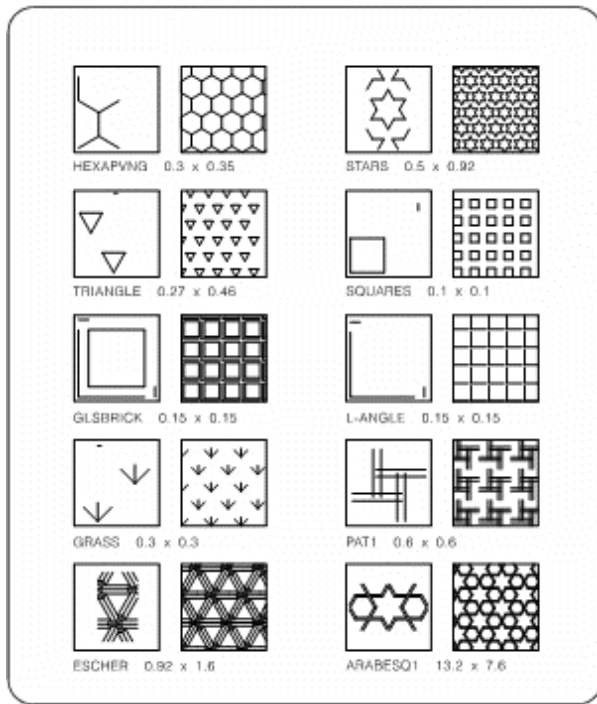 HEXAPVNG 0.3 x 0.35
STARS 0.5 x 0.92
TRIANGLE 0.27 x 0.46
SQUARES 0.1 x 0.1
GLSBRICK 0.15 x 0.15
L-ANGLE 0.15 x 0.15
GRASS 0.3 x 0.3
PAT1 0.6 x 0.6
ESCHER 0.92 x 1.6
ARABESQ1 13.2 x 7.6